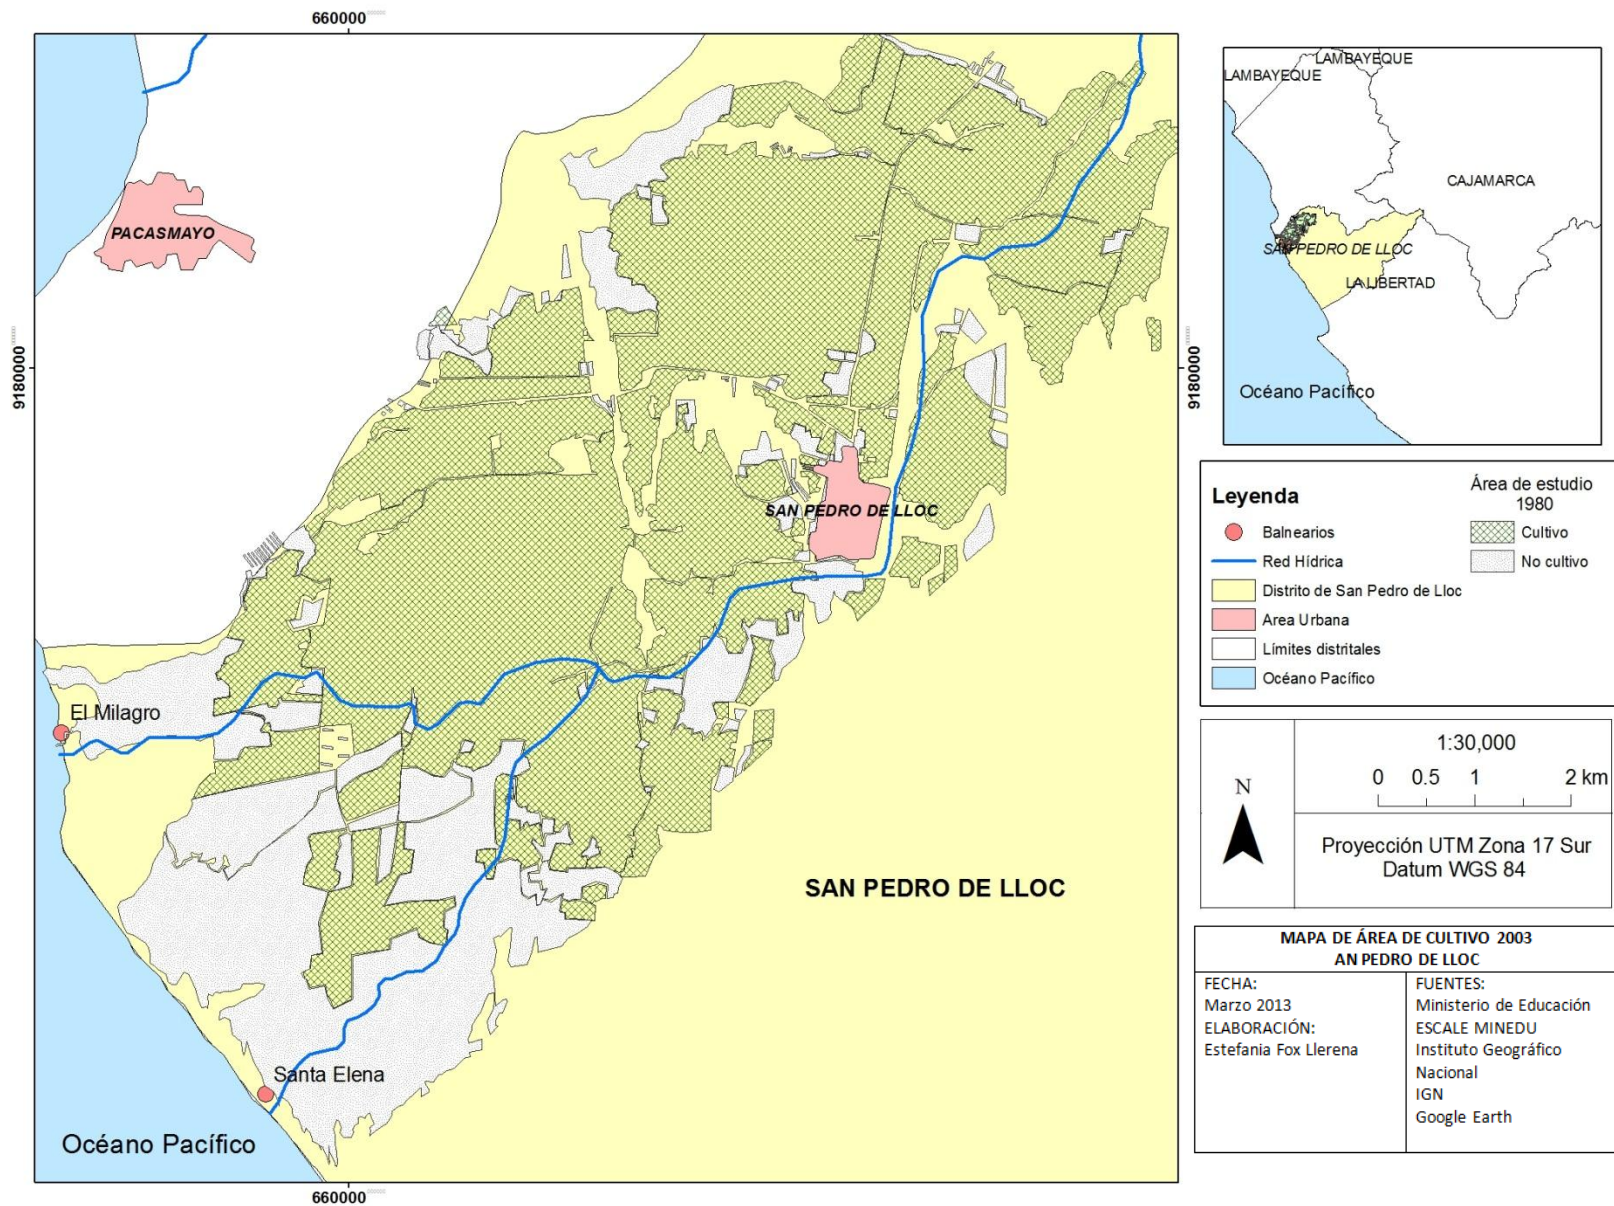 660000
PACASMAYO
9180000
9180000
SAN PEDRO DE LLOC
El Milagro
SAN PEDRO DE LLOC
Santa Elena
Océano Pacífico
660000
LAMBAYEQUE
LAMBAYEQUE
CAJAMARCA
SAN PEDRO DE LLOC
LA LIBERTAD
Océano Pacífico
Leyenda
Balnearios
Red Hídrica
Distrito de San Pedro de Lloc
Area Urbana
Límites distritales
Océano Pacífico
Área de estudio
1980
Cultivo
No cultivo
N
1:30,000
0 0.5 1 2 km
Proyección UTM Zona 17 Sur
Datum WGS 84
MAPA DE ÁREA DE CULTIVO 2003
AN PEDRO DE LLOC
FECHA:
Marzo 2013
ELABORACIÓN:
Estefania Fox Llerena
FUENTES:
Ministerio de Educación
ESCALE MINEDU
Instituto Geográfico
Nacional
IGN
Google Earth